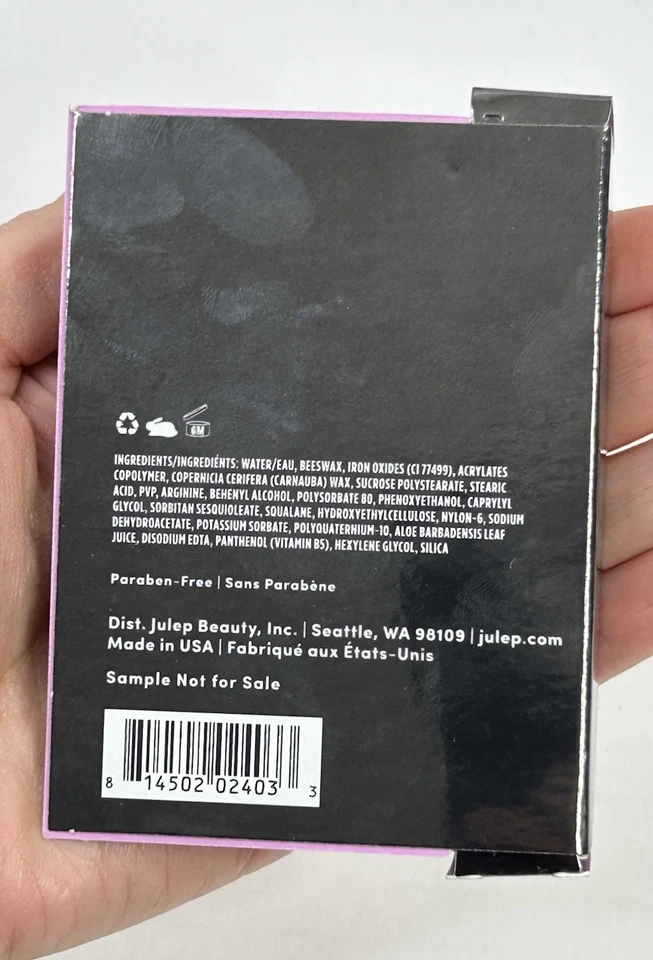 6M
INGREDIENTS/INGREDIÉNTS: WATER/EAU, BEESWAX, IRON OXIDES (CI 77499), ACRYLATES
COPOLYMER, COPERNICIA CERIFERA (CARNAUBA) WAX, SUCROSE POLYSTEARATE, STEARIC
ACID, PVP, ARGININE, BEHENYL ALCOHOL, POLYSORBATE 80, PHENOXYETHANOL, CAPRYLYL
GLYCOL, SORBITAN SESQUIOLEATE, SQUALANE, HYDROXYETHYLCELLULOSE, NYLON-6, SODIUM
DEHYDROACETATE, POTASSIUM SORBATE, POLYQUATERNIUM-10, ALOE BARBADENSIS LEAF
JUICE, DISODIUM EDTA, PANTHENOL (VITAMIN B5), HEXYLENE GLYCOL, SILICA
Paraben-Free | Sans Parabène
Dist. Julep Beauty, Inc. | Seattle, WA 98109 | julep.com
Made in USA | Fabriqué aux États-Unis
Sample Not for Sale
8 14502 02403 3